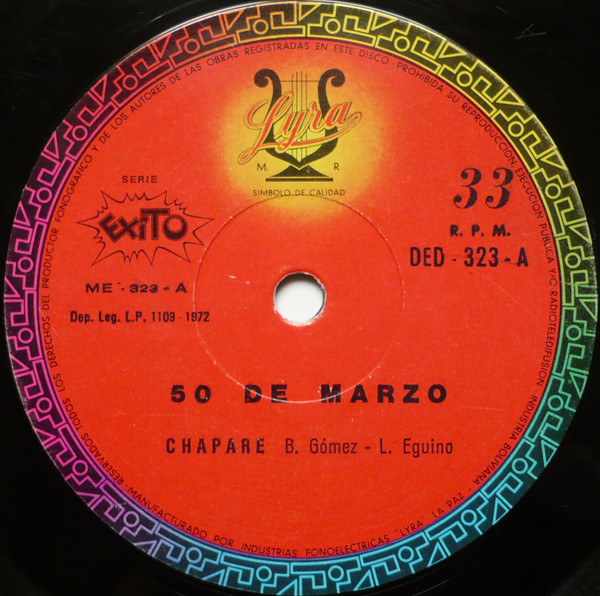 Lyra
M. R.
SIMBOLO DE CALIDAD
SERIE
EXITO
33
R. P. M.
ME - 323 - A
DED - 323 - A
Dep. Leg. L.P. 1109 - 1972
50 DE MARZO
CHAPARE B. Gómez - L. Eguino
RESERVADOS TODOS LOS DERECHOS DEL PRODUCTOR FONOGRAFICO Y DE LOS AUTORES DE LAS OBRAS REGISTRADAS EN ESTE DISCO - PROHIBIDA SU REPRODUCCION EJECUCION PUBLICA Y/O RADIOTELEDIFUSION INDUSTRIA BOLIVIANA
-MANUFACTURADO POR INDUSTRIAS FONOELECTRICAS "LYRA" LA PAZ -